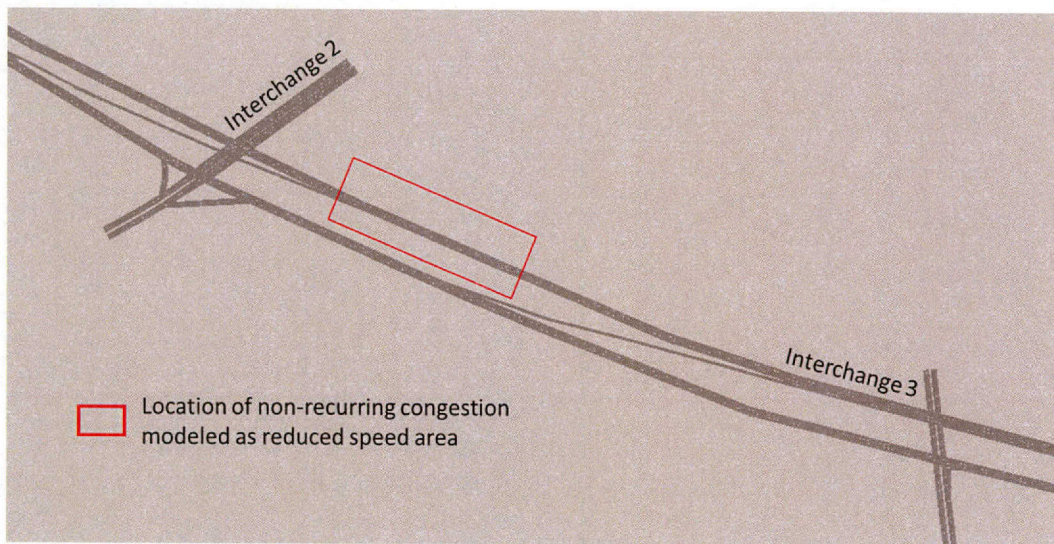 Interchange 2
Interchange 3
Location of non-recurring congestion
modeled as reduced speed area